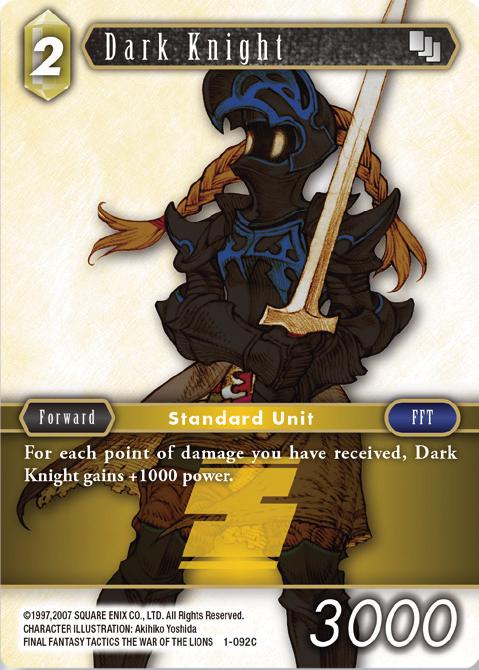 2
Dark Knight
Forward
Standard Unit
FFT
For each point of damage you have received, Dark
Knight gains +1000 power.
©1997,2007 SQUARE ENIX CO., LTD. All Rights Reserved.
CHARACTER ILLUSTRATION: Akihiko Yoshida
FINAL FANTASY TACTICS THE WAR OF THE LIONS 1-092C
3000